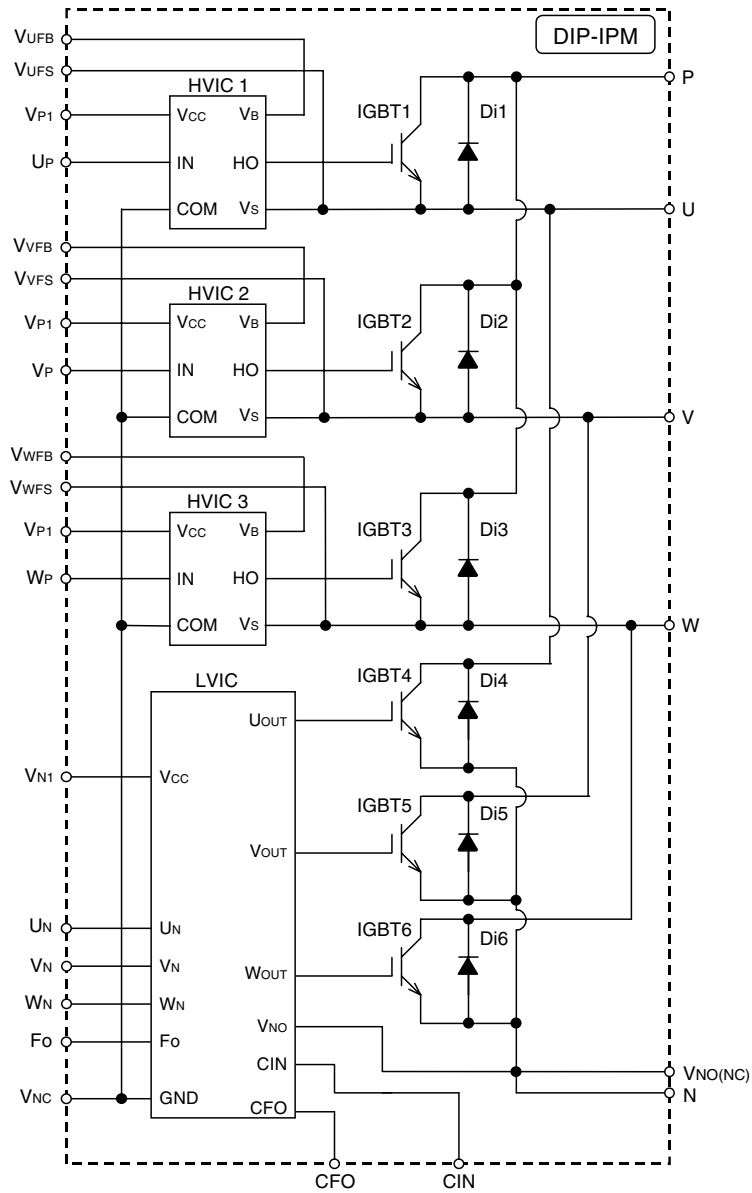 DIP-IPM
VUFB
VUFS
VP1
UP
HVIC 1
VCC
VB
IN
HO
COM
VS
IGBT1
Di1
P
U
VVFB
VVFS
VP1
VP
HVIC 2
VCC
VB
IN
HO
COM
VS
IGBT2
Di2
V
VWFB
VWFS
VP1
WP
HVIC 3
VCC
VB
IN
HO
COM
VS
IGBT3
Di3
W
LVIC
UOUT
IGBT4
Di4
VN1
VCC
VOUT
IGBT5
Di5
UN
UN
VN
VN
WN
WN
Fo
Fo
VNC
GND
WOUT
IGBT6
Di6
VNO
CIN
CFO
VNO(NC)
N
CFO
CIN